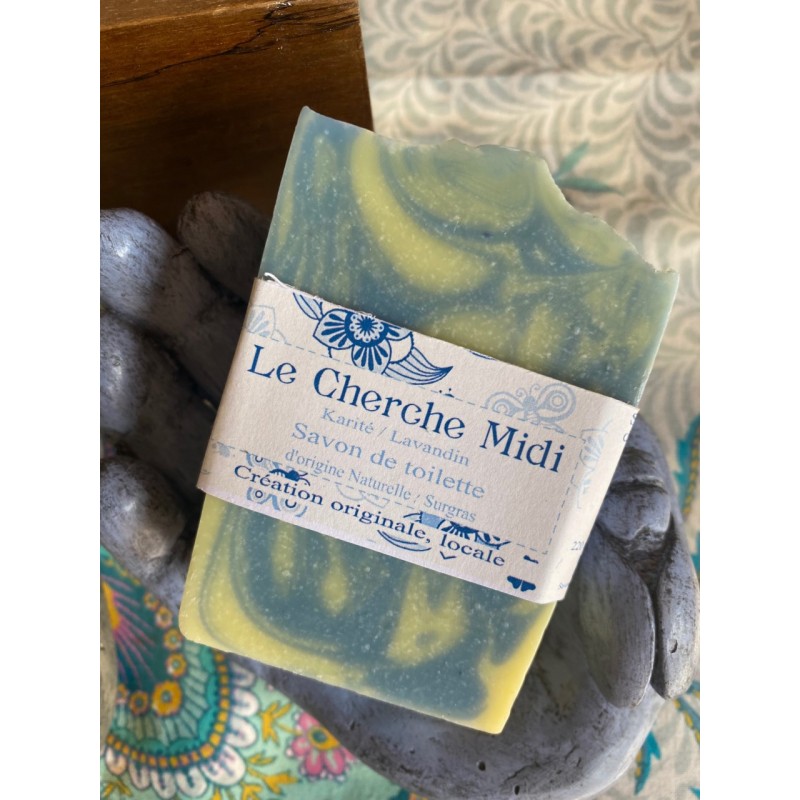 Le Cherche Midi
Karité / Lavandin
Savon de toilette
d'origine Naturelle / Surgras
Création originale, locale